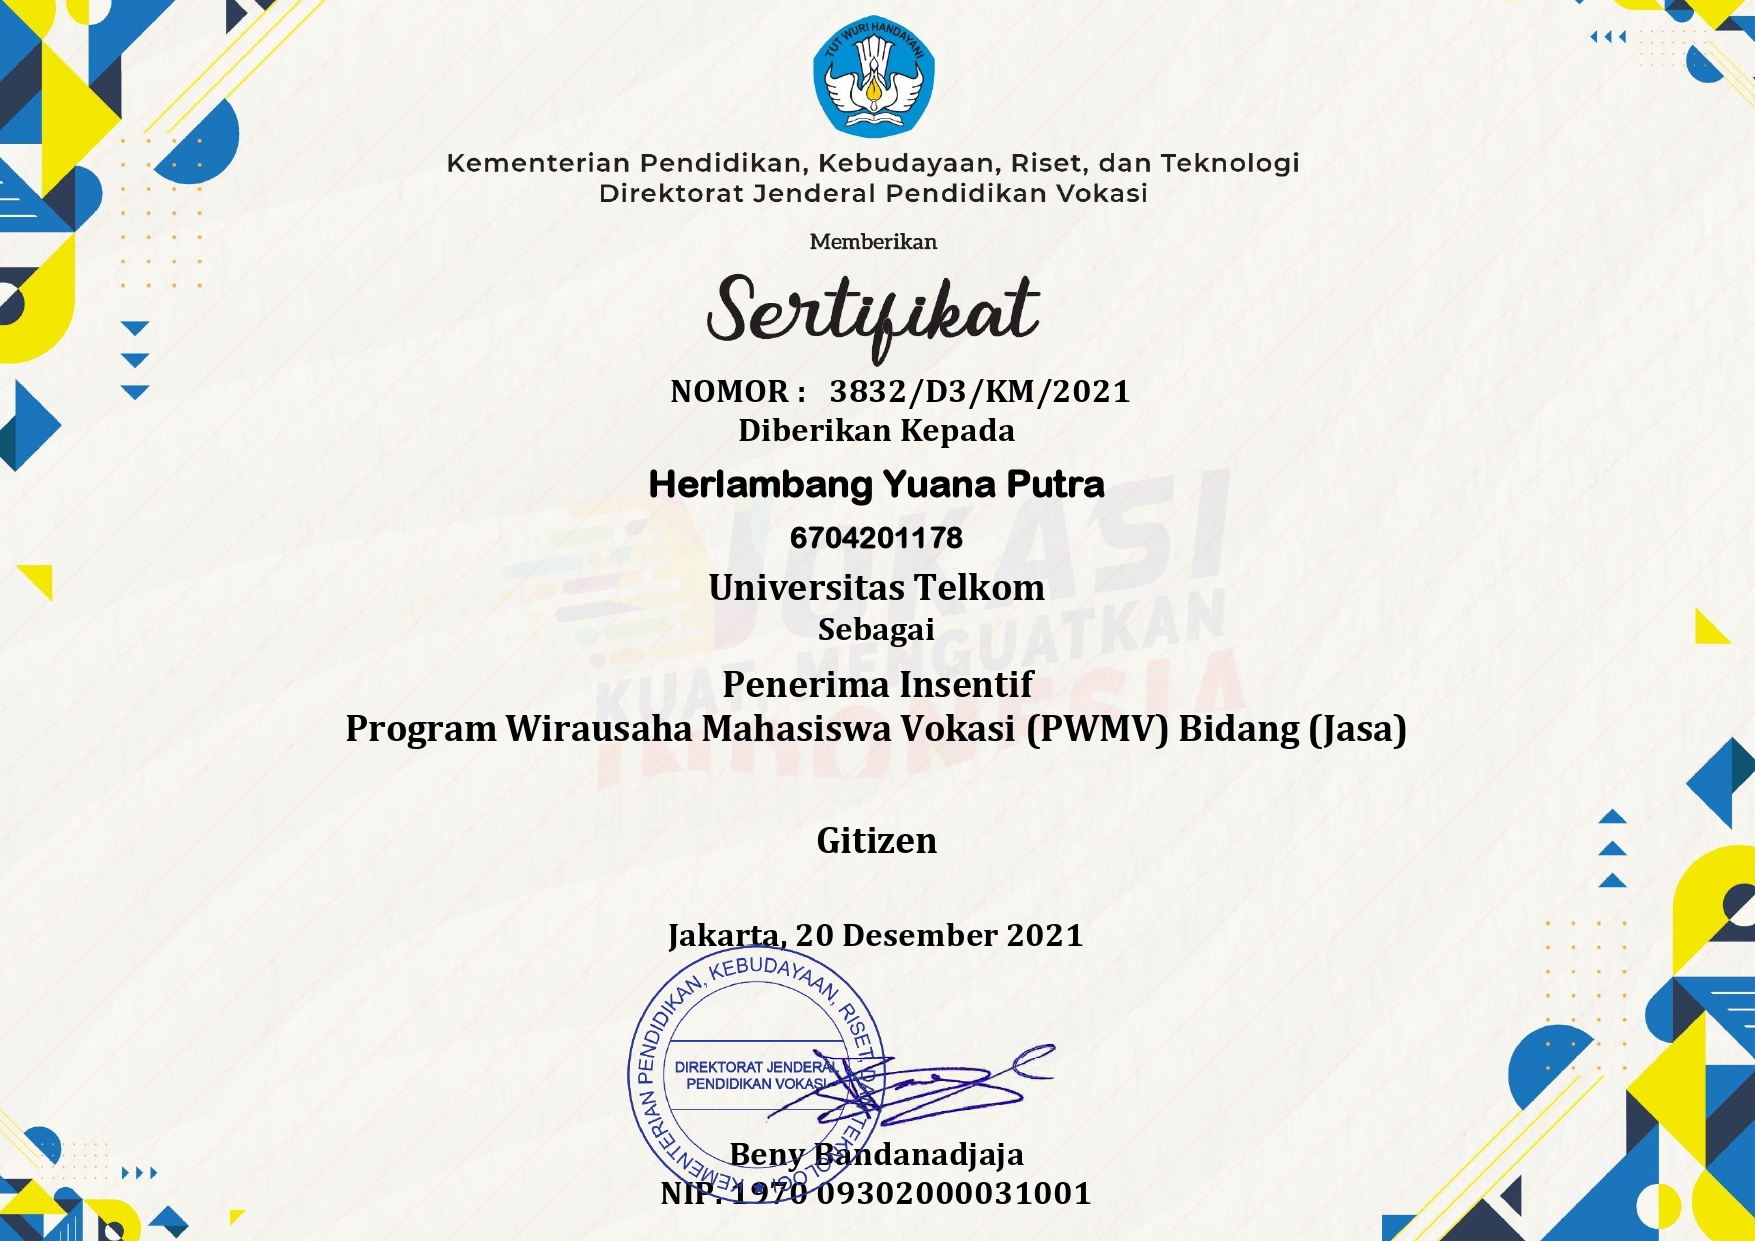 TUT WURI HANDAYANI
Kementerian Pendidikan, Kebudayaan, Riset, dan Teknologi
Direktorat Jenderal Pendidikan Vokasi
Memberikan
Sertifikat
NOMOR : 3832/D3/KM/2021
Diberikan Kepada
Herlambang Yuana Putra
6704201178
Universitas Telkom
Sebagai
Penerima Insentif
Program Wirausaha Mahasiswa Vokasi (PWMV) Bidang (Jasa)
VOKASI
KUAT, MENGUATKAN
INDONESIA
Gitizen
Jakarta, 20 Desember 2021
KEMENTERIAN PENDIDIKAN, KEBUDAYAAN, RISET, DAN TEKNOLOGI
DIREKTORAT JENDERAL
PENDIDIKAN VOKASI
Beny Bandanadjaja
NIP. 1970 09302000031001